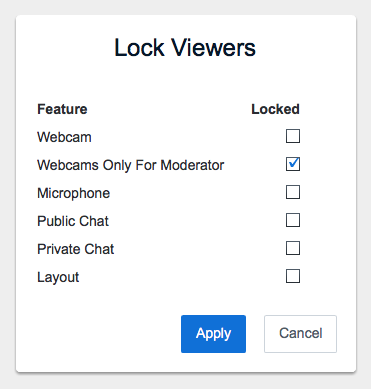 Lock Viewers
Feature Locked
Webcam
Webcams Only For Moderator
Microphone
Public Chat
Private Chat
Layout
Apply Cancel